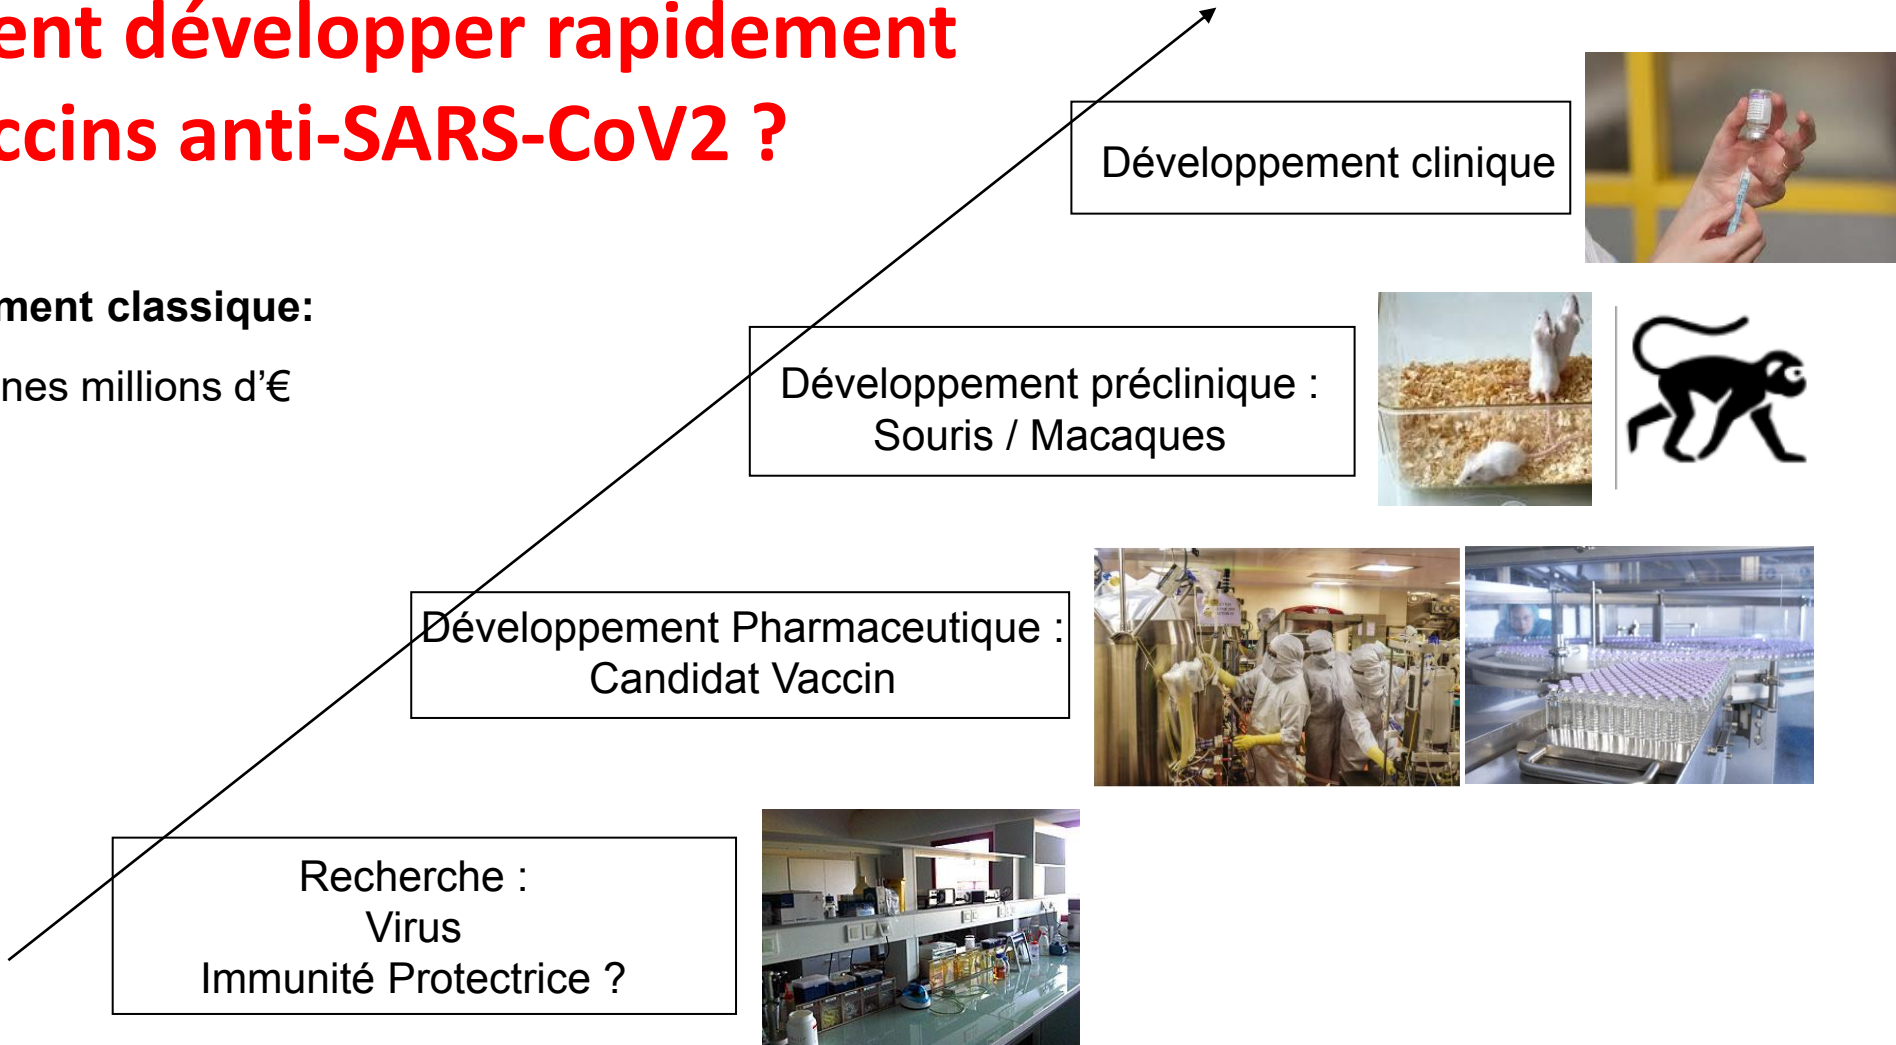 ent développer rapidement
ccins anti-SARS-CoV2 ?
Développement clinique
ment classique:
nes millions d’€
Développement préclinique :
Souris / Macaques
Développement Pharmaceutique :
Candidat Vaccin
Recherche :
Virus
Immunité Protectrice ?